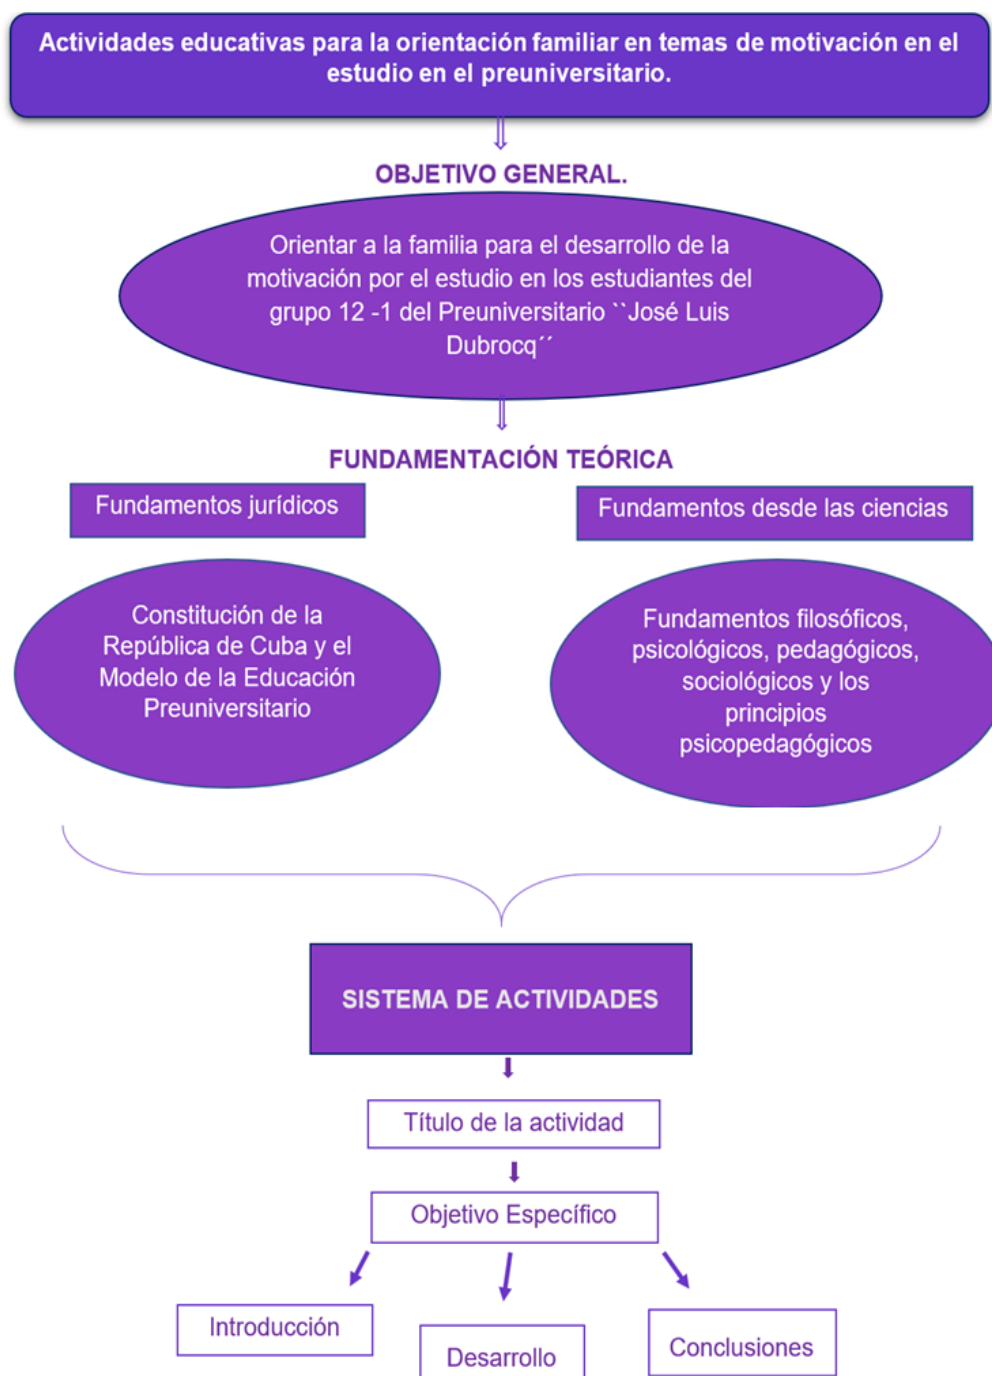 Actividades educativas para la orientación familiar en temas de motivación en el
estudio en el preuniversitario.
OBJETIVO GENERAL.
Orientar a la familia para el desarrollo de la
motivación por el estudio en los estudiantes del
grupo 12 -1 del Preuniversitario ``José Luis
Dubrocq´´
FUNDAMENTACIÓN TEÓRICA
Fundamentos jurídicos
Constitución de la
República de Cuba y el
Modelo de la Educación
Preuniversitario
Fundamentos desde las ciencias
Fundamentos filosóficos,
psicológicos, pedagógicos,
sociológicos y los
principios
psicopedagógicos
SISTEMA DE ACTIVIDADES
Título de la actividad
Objetivo Específico
Introducción
Desarrollo
Conclusiones